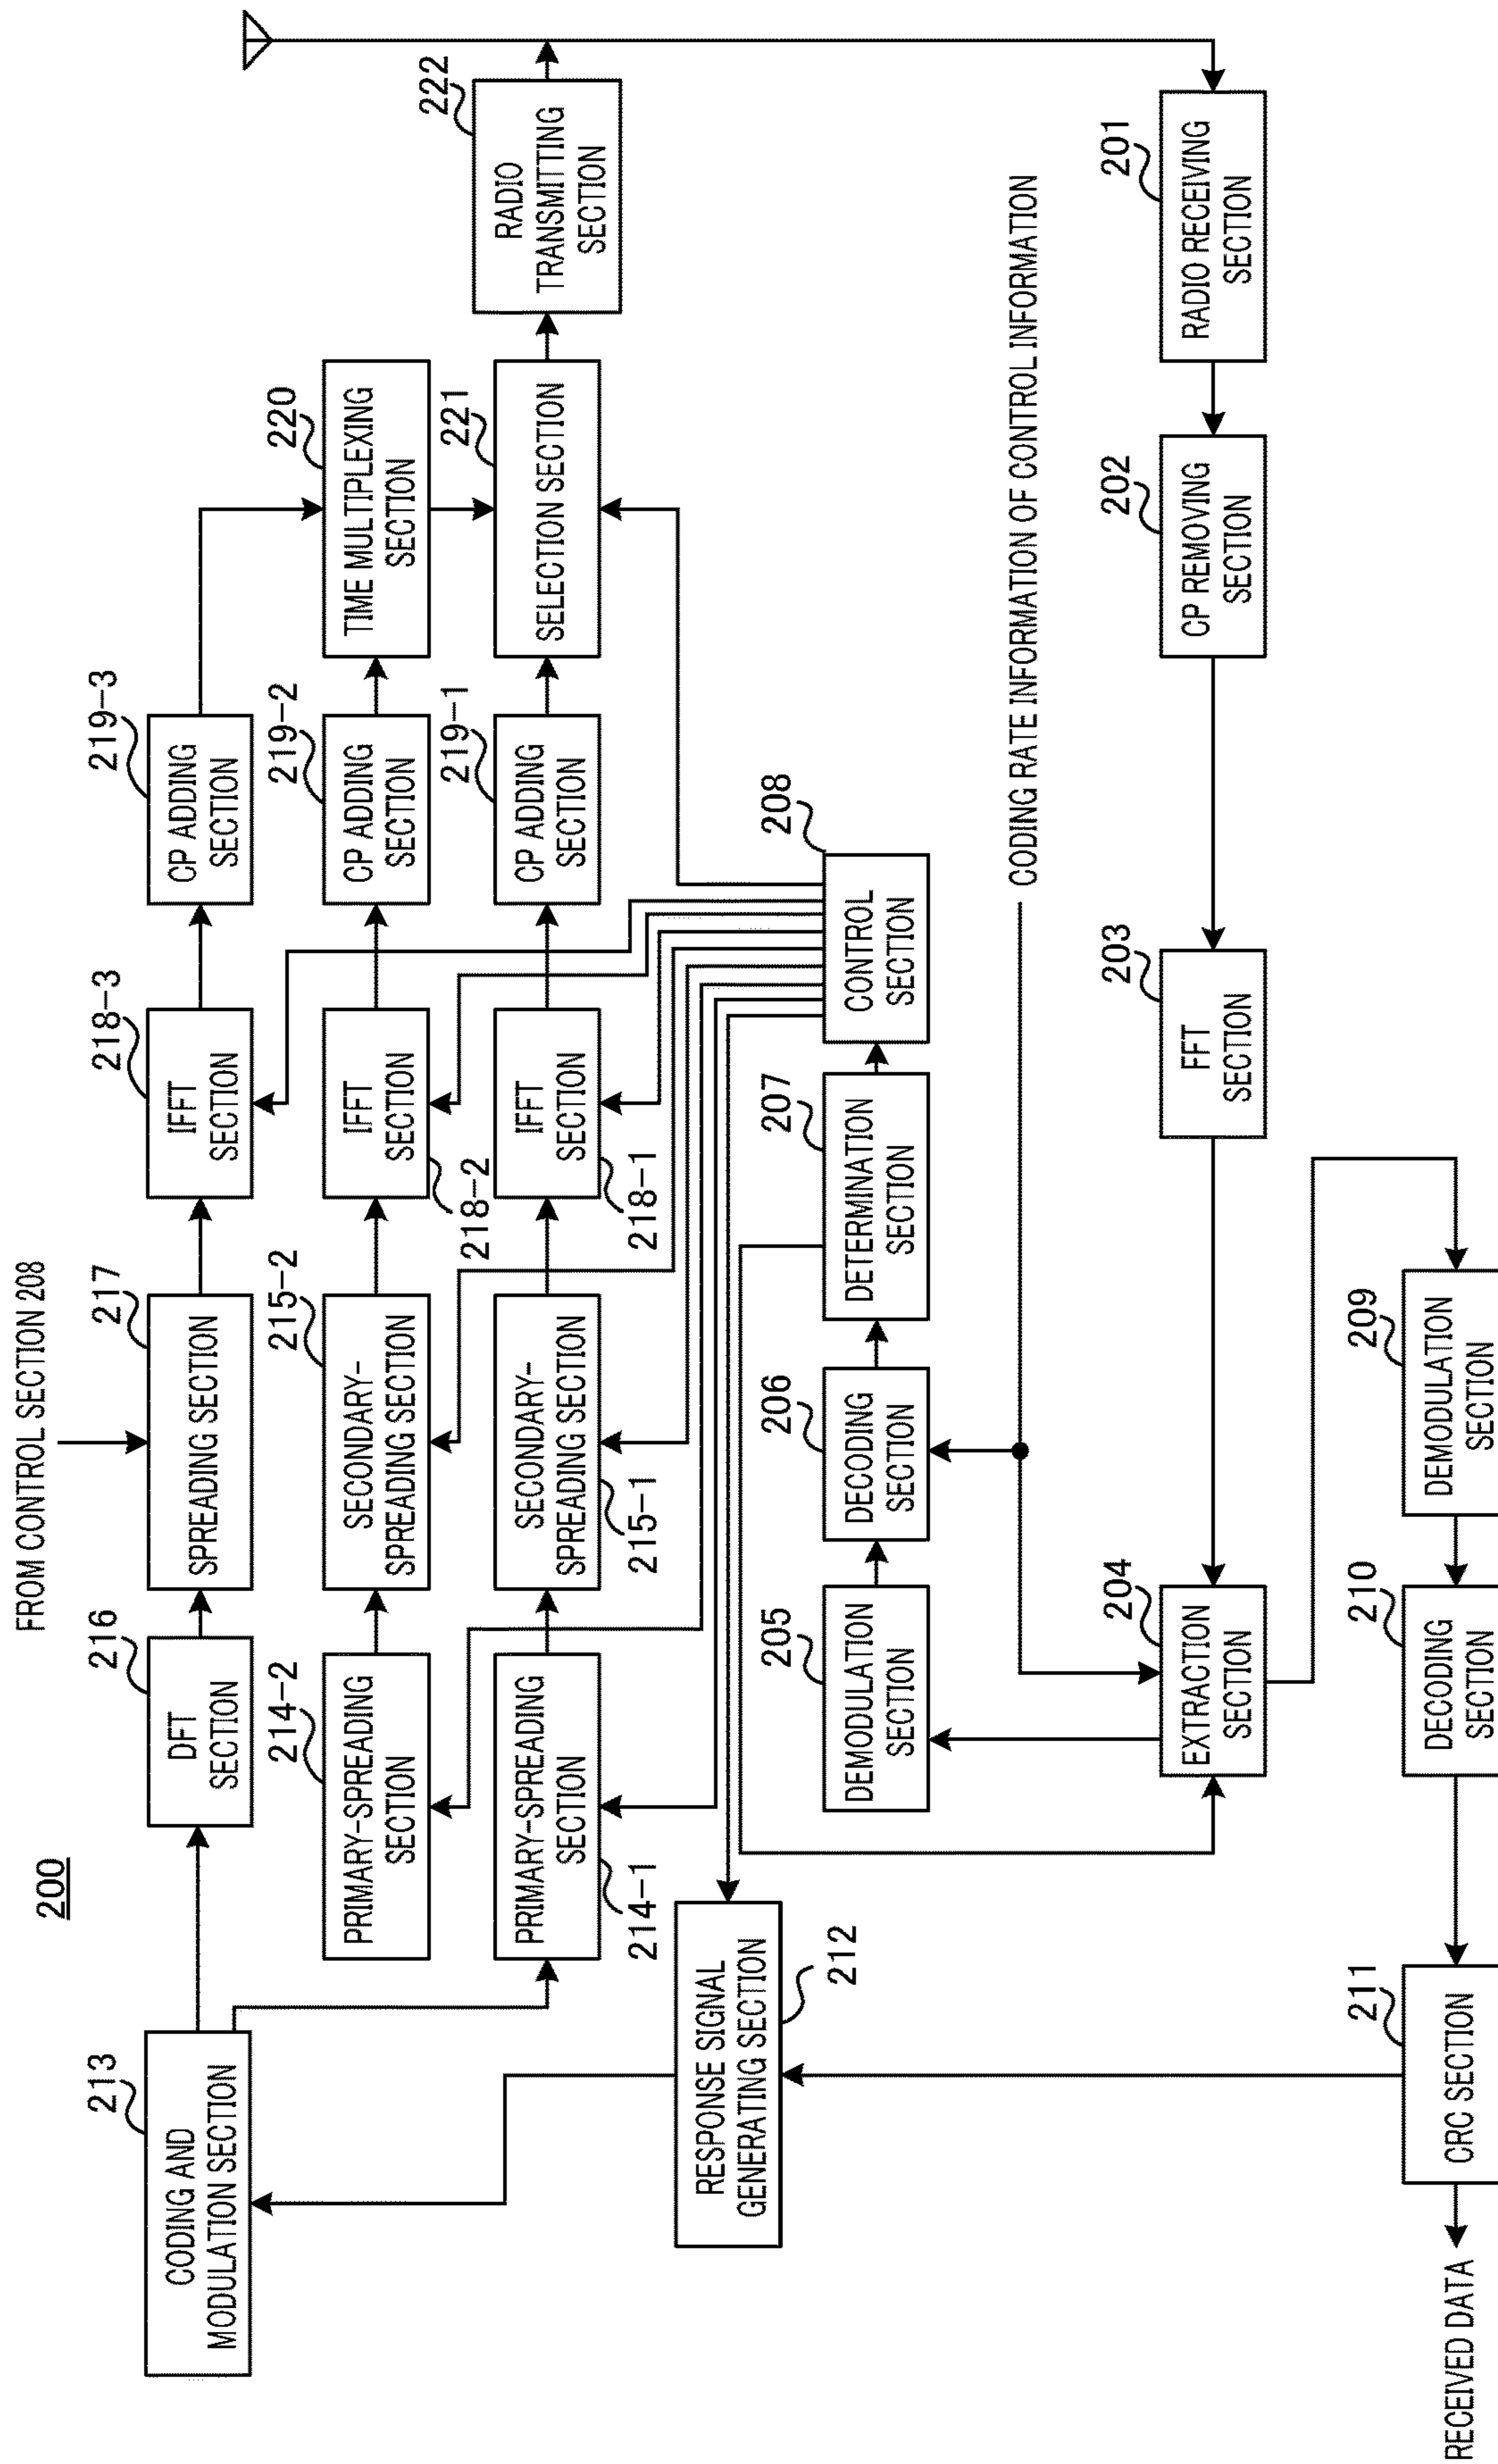 200
FROM CONTROL SECTION 208
213
CODING AND
MODULATION SECTION
216
DFT
SECTION
217
SPREADING SECTION
218-3
IFFT
SECTION
219-3
CP ADDING
SECTION
214-2
PRIMARY-SPREADING
SECTION
215-2
SECONDARY-
SPREADING SECTION
IFFT
SECTION
218-2
219-2
CP ADDING
SECTION
220
TIME MULTIPLEXING
SECTION
PRIMARY-SPREADING
SECTION
214-1
SECONDARY-
SPREADING SECTION
215-1
IFFT
SECTION
218-1
219-1
CP ADDING
SECTION
221
SELECTION SECTION
222
RADIO
TRANSMITTING
SECTION
RESPONSE SIGNAL
GENERATING SECTION
212
205
DEMODULATION
SECTION
206
DECODING
SECTION
207
DETERMINATION
SECTION
208
CONTROL
SECTION
CODING RATE INFORMATION OF CONTROL INFORMATION
204
EXTRACTION
SECTION
203
FFT
SECTION
202
CP REMOVING
SECTION
201
RADIO RECEIVING
SECTION
RECEIVED DATA
211
CRC SECTION
210
DECODING
SECTION
209
DEMODULATION
SECTION